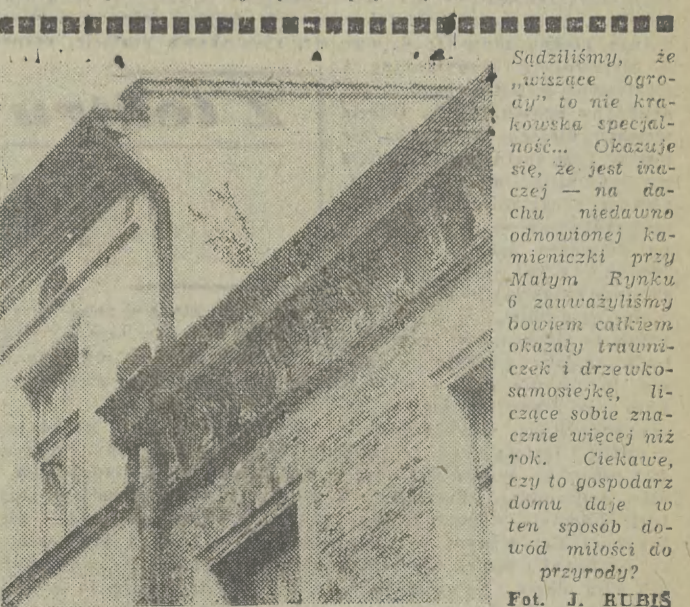 Sądziliśmy, że
„wiszące ogro-
dy" to nie kra-
kowska specjal-
ność... Okazuje
się, że jest ina-
czej — na da-
chu niedawno
odnowionej ka-
mieniczki przy
Małym Rynku
6 zauważyliśmy
bowiem całkiem
okazały trawni-
czek i drzewko-
samosiejkę, li-
czące sobie zna-
cznie więcej niż
rok. Ciekawe,
czy to gospodarz
domu daje w
ten sposób do-
wód miłości do
przyrody?
Fot. J. RUBIŚ